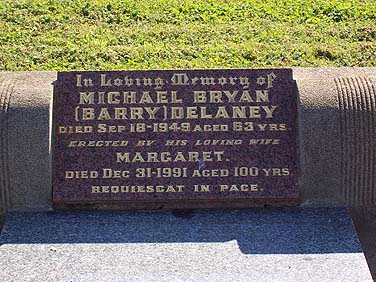 In Loving Memory of
MICHAEL BRYAN
(BARRY) DELANEY
DIED SEP 18-1949 AGED 63 YRS.
ERECTED BY HIS LOVING WIFE
MARGARET.
DIED DEC 31-1991 AGED 100 YRS.
REQUIESCAT IN PACE.